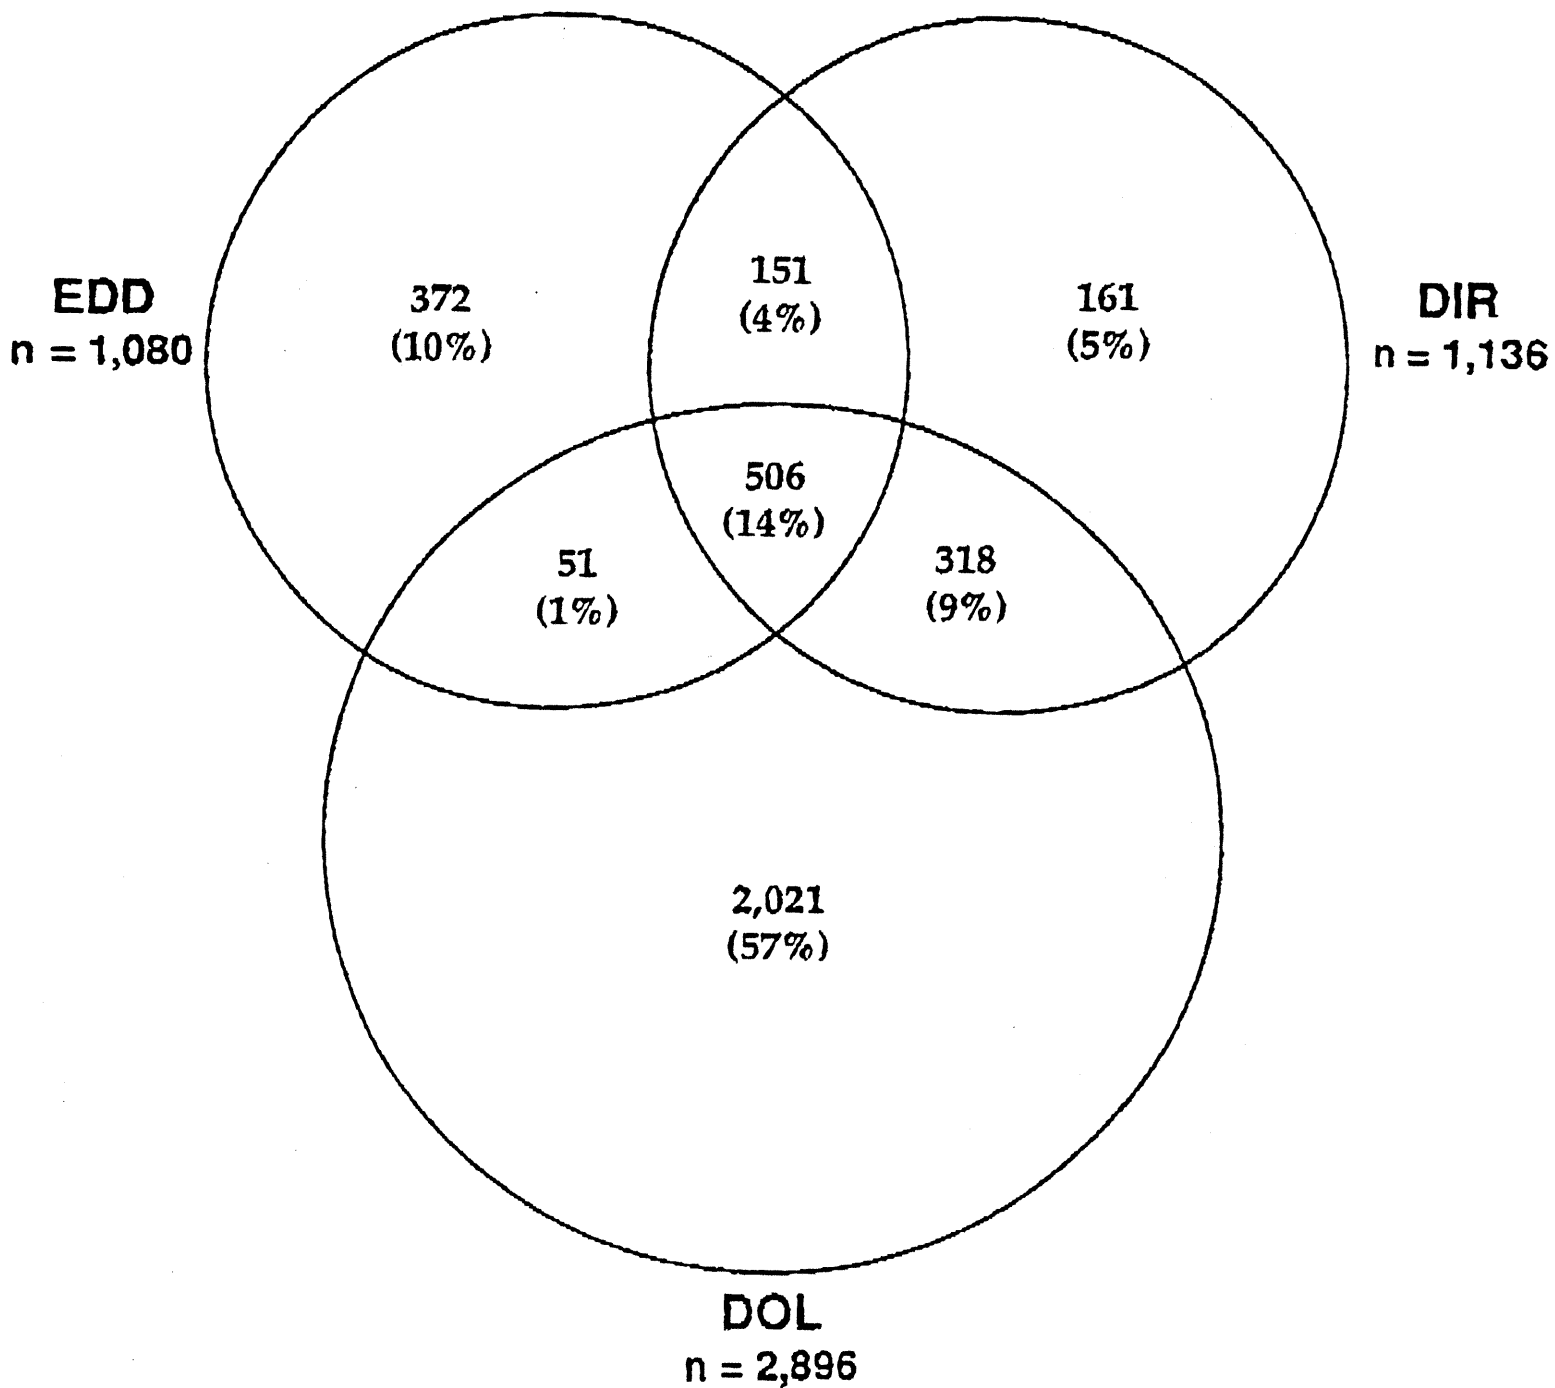 EDD
n = 1,080
372
(10%)
151
(4%)
161
(5%)
DIR
n = 1,136
506
(14%)
51
(1%)
318
(9%)
2,021
(57%)
DOL
n = 2,896